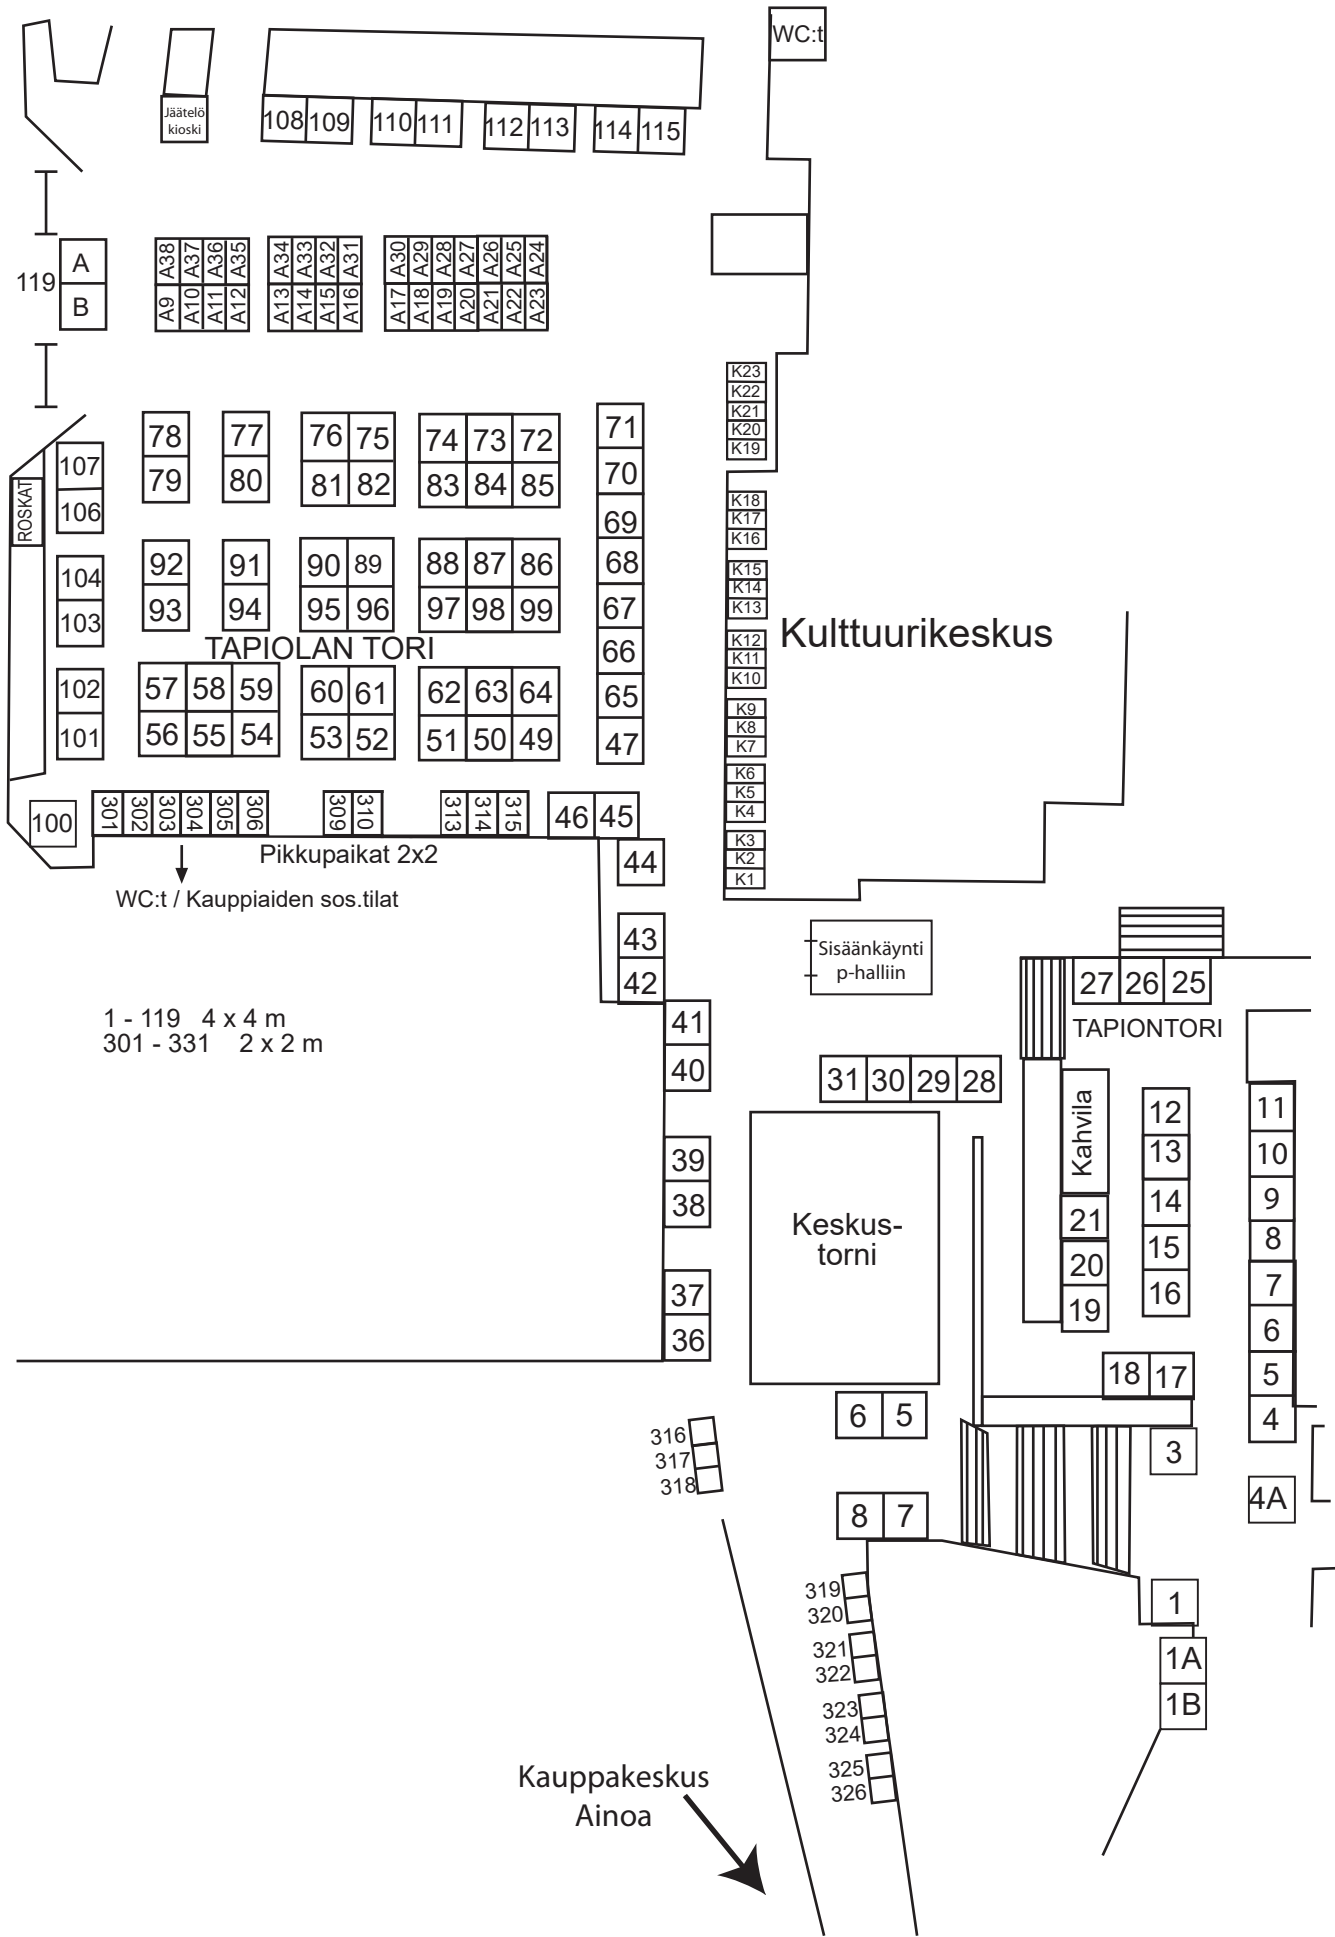 WC:t
Jäätelö
kioski
108 109 110 111 112 113 114 115
A38 A37 A36 A35 A34 A33 A32 A31 A30 A29 A28 A27 A26 A25 A24
119
A
B
A9 A10 A11 A12 A13 A14 A15 A16 A17 A18 A19 A20 A21 A22 A23
K23
K22
K21
K20
K19
78 77 76 75 74 73 72 71
79 80 81 82 83 84 85 70
107
106
ROSKAT
69
K18
K17
K16
92 91 90 89 88 87 86 68
93 94 95 96 97 98 99 67
104
103
K15
K14
K13
TAPIOLAN TORI
66
Kulttuurikeskus
K12
K11
K10
57 58 59 60 61 62 63 64 65
56 55 54 53 52 51 50 49 47
102
101
K9
K8
K7
K6
K5
K4
100
301 302 303 304 305 306 309 310 313 314 315 46 45
K3
K2
K1
Pikkupaikat 2x2
44
WC:t / Kauppiaiden sos.tilat
43
42
Sisäänkäynti
p-halliin
27 26 25
TAPIONTORI
1 - 119 4 x 4 m
301 - 331 2 x 2 m
41
40
31 30 29 28
Kahvila
12
13
14
15
16
11
10
9
8
7
6
5
4
39
38
Keskus-
torni
21
20
19
37
36
18 17
6 5
3
316
317
318
4A
8 7
319
320
1
321
322
1A
1B
323
324
325
326
Kauppakeskus
Ainoa